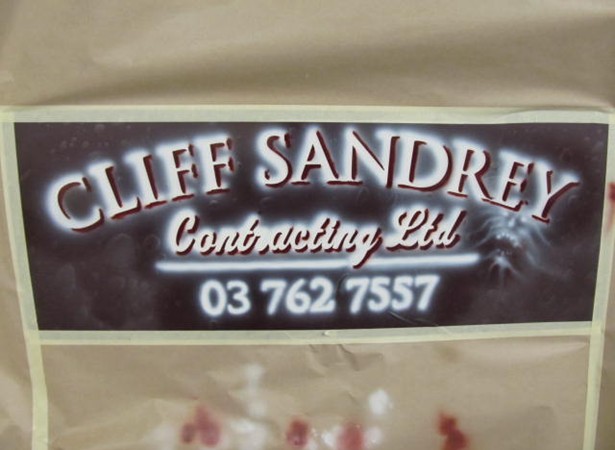 CLIFF SANDREY
Contracting Ltd
03 762 7557